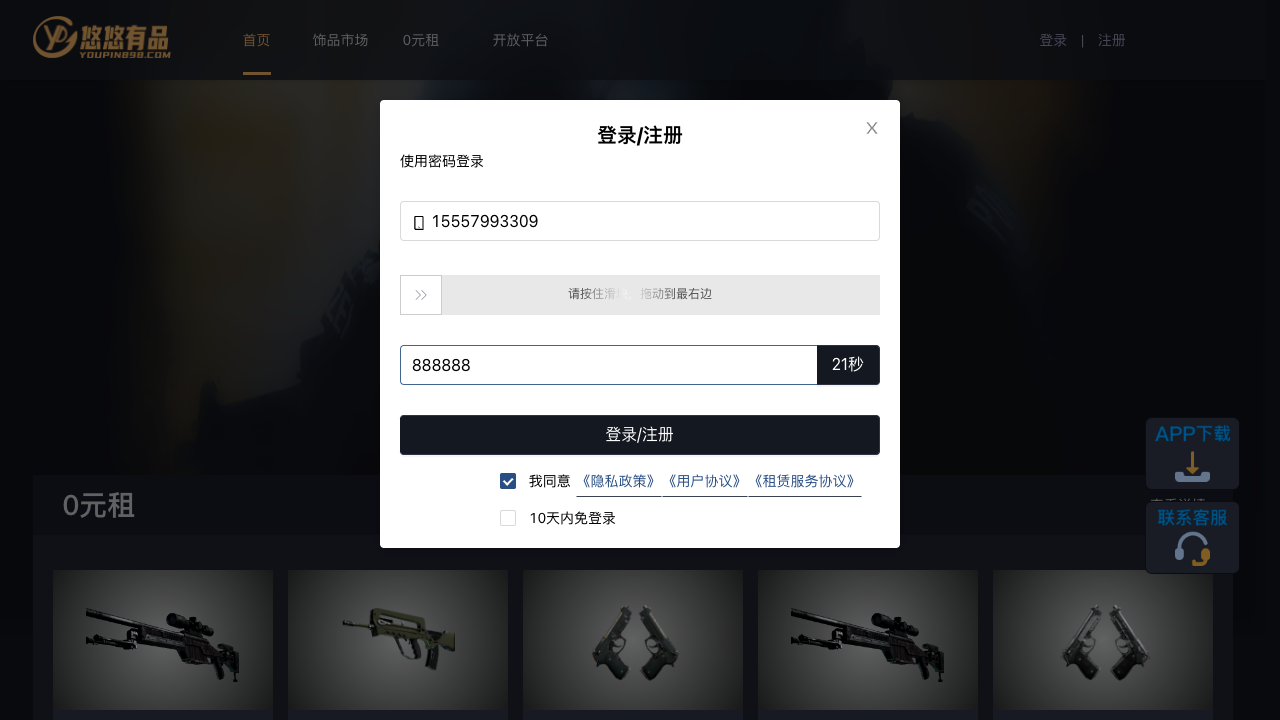 悠悠有品
YOUPIN898.COM
首页
饰品市场
0元租
开放平台
登录 | 注册
登录/注册
X
使用密码登录
15557993309
请按住滑 拖动到最右边
888888
21秒
登录/注册
我同意 《隐私政策》 《用户协议》 《租赁服务协议》
10天内免登录
0元租
APP下载
联系客服